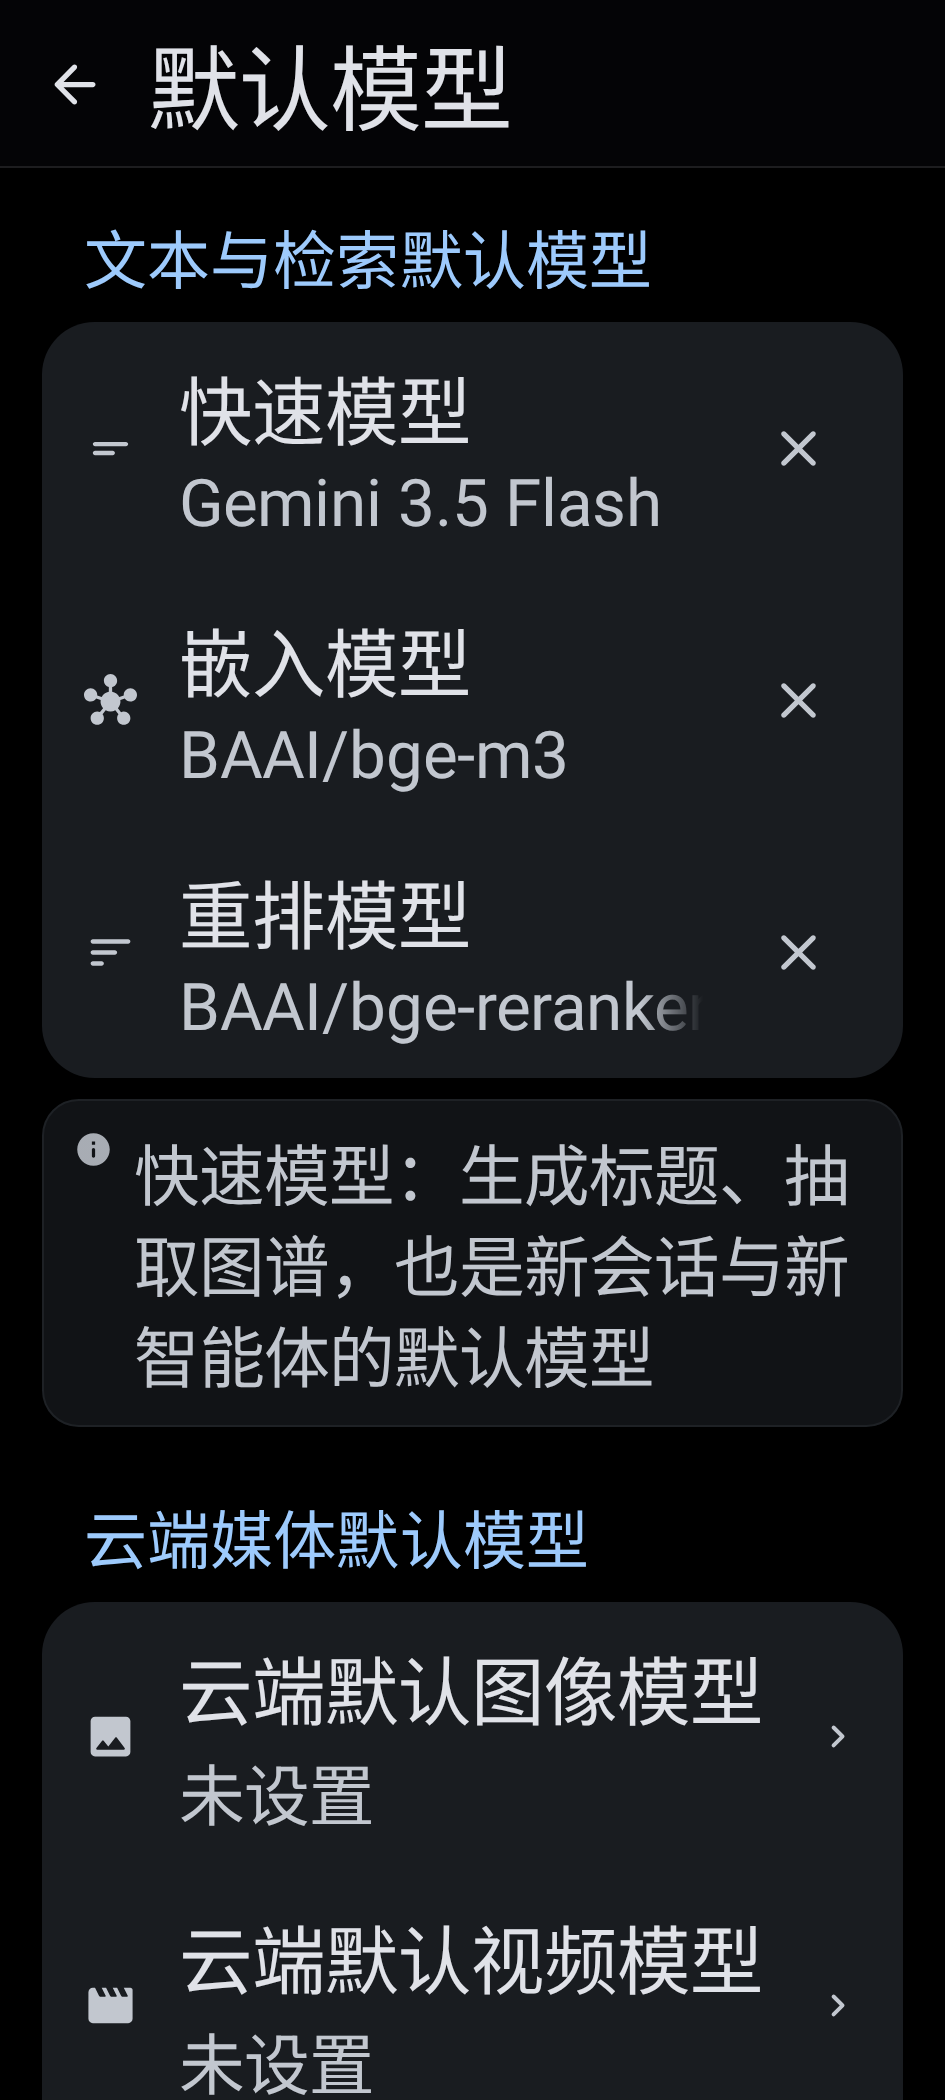 默认模型
文本与检索默认模型
快速模型
Gemini 3.5 Flash
嵌入模型
BAAI/bge-m3
重排模型
BAAI/bge-reranker
快速模型：生成标题、抽
取图谱，也是新会话与新
智能体的默认模型
云端媒体默认模型
云端默认图像模型
未设置
云端默认视频模型
未设置